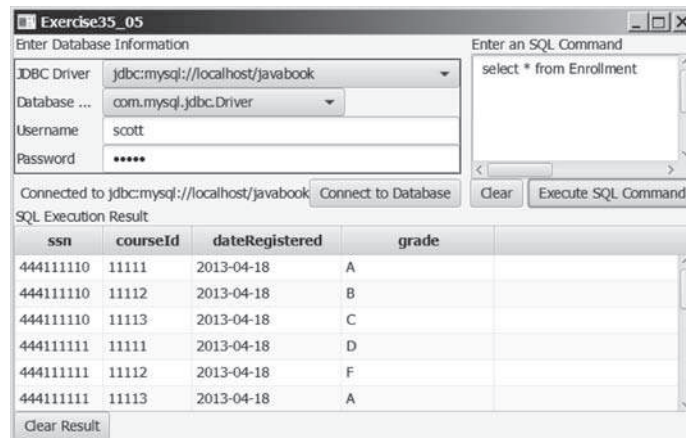 Exercise35_05
Enter Database Information
Enter an SQL Command
JDBC Driver
jdbc:mysql://localhost/javabook
select * from Enrollment
Database ...
com.mysql.jdbc.Driver
Username
scott
Password
•••••
Connected to jdbc:mysql://localhost/javabook
Connect to Database
Clear
Execute SQL Command
SQL Execution Result
ssn courseId dateRegistered grade
444111110 11111 2013-04-18 A
444111110 11112 2013-04-18 B
444111110 11113 2013-04-18 C
444111111 11111 2013-04-18 D
444111111 11112 2013-04-18 F
444111111 11113 2013-04-18 A
Clear Result